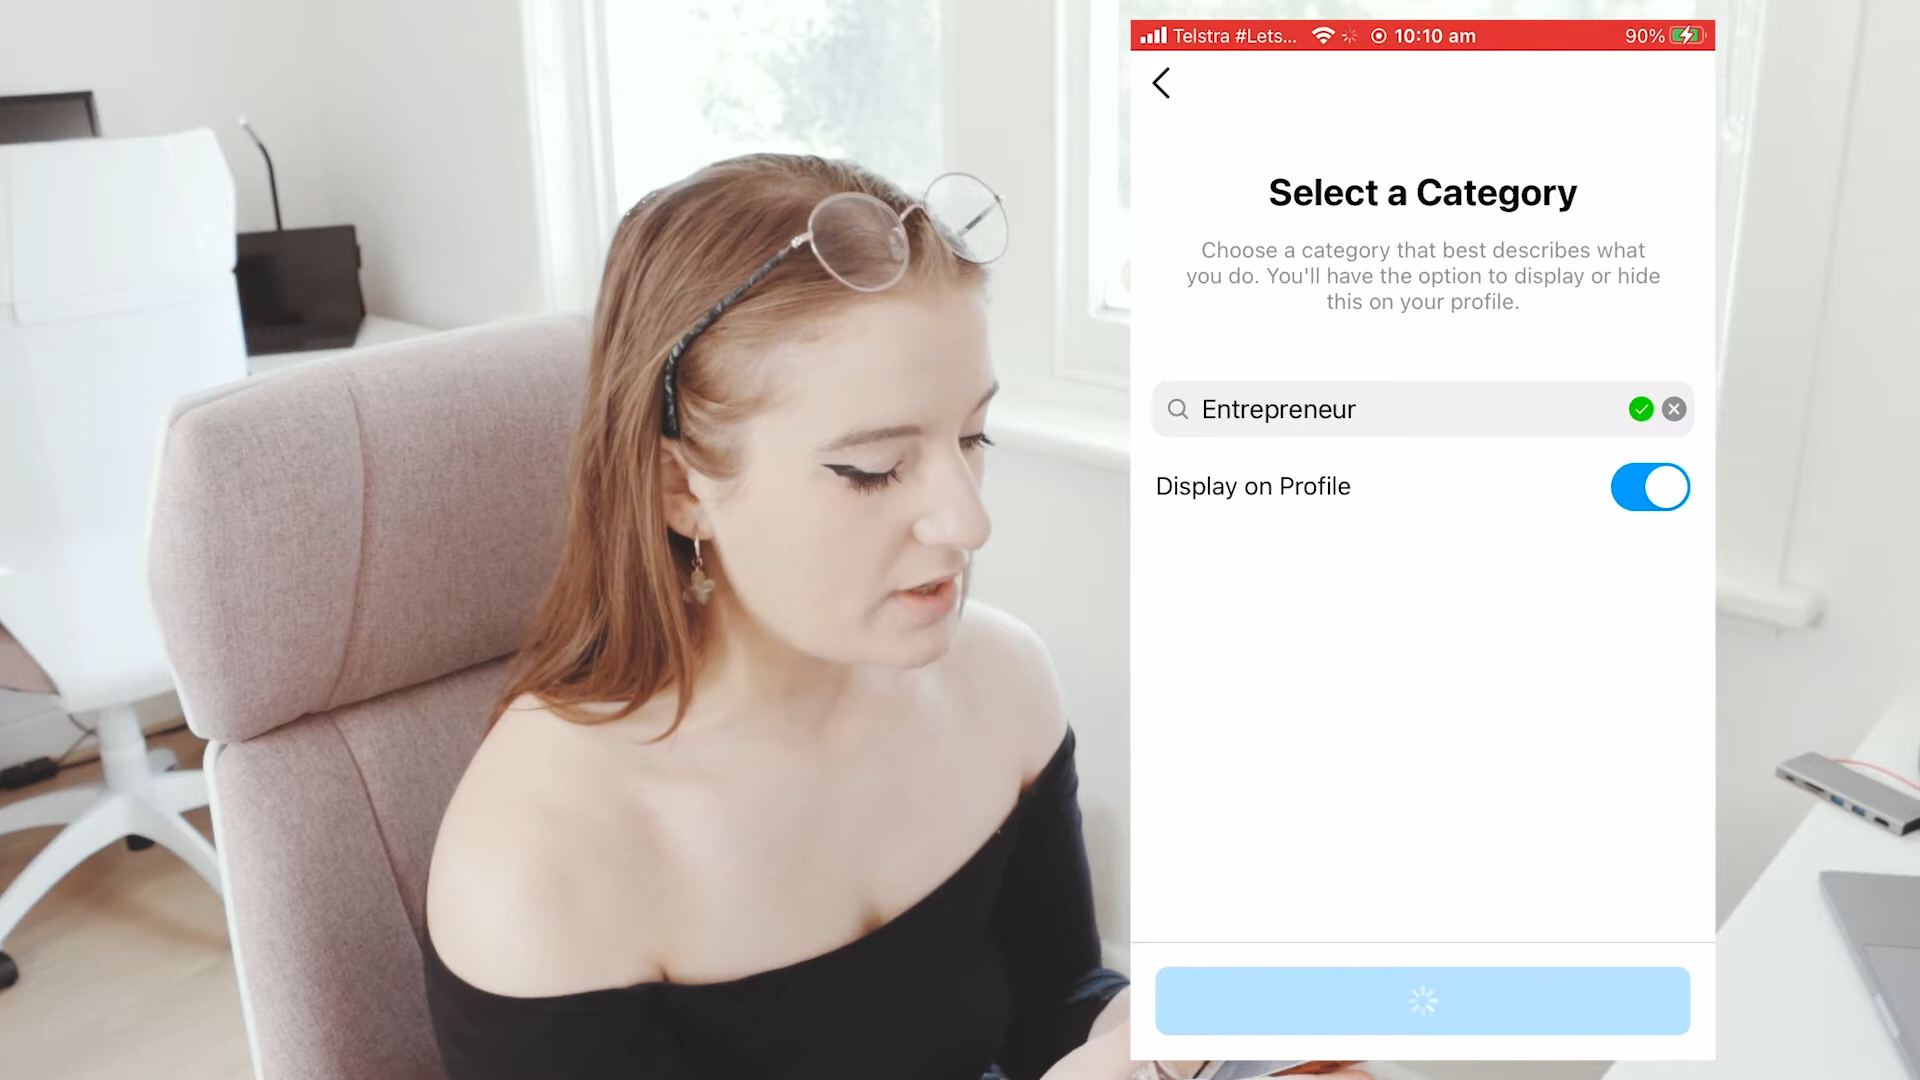 Telstra #Lets... 10:10 am 90%
Select a Category
Choose a category that best describes what
you do. You'll have the option to display or hide
this on your profile.
Entrepreneur
Display on Profile